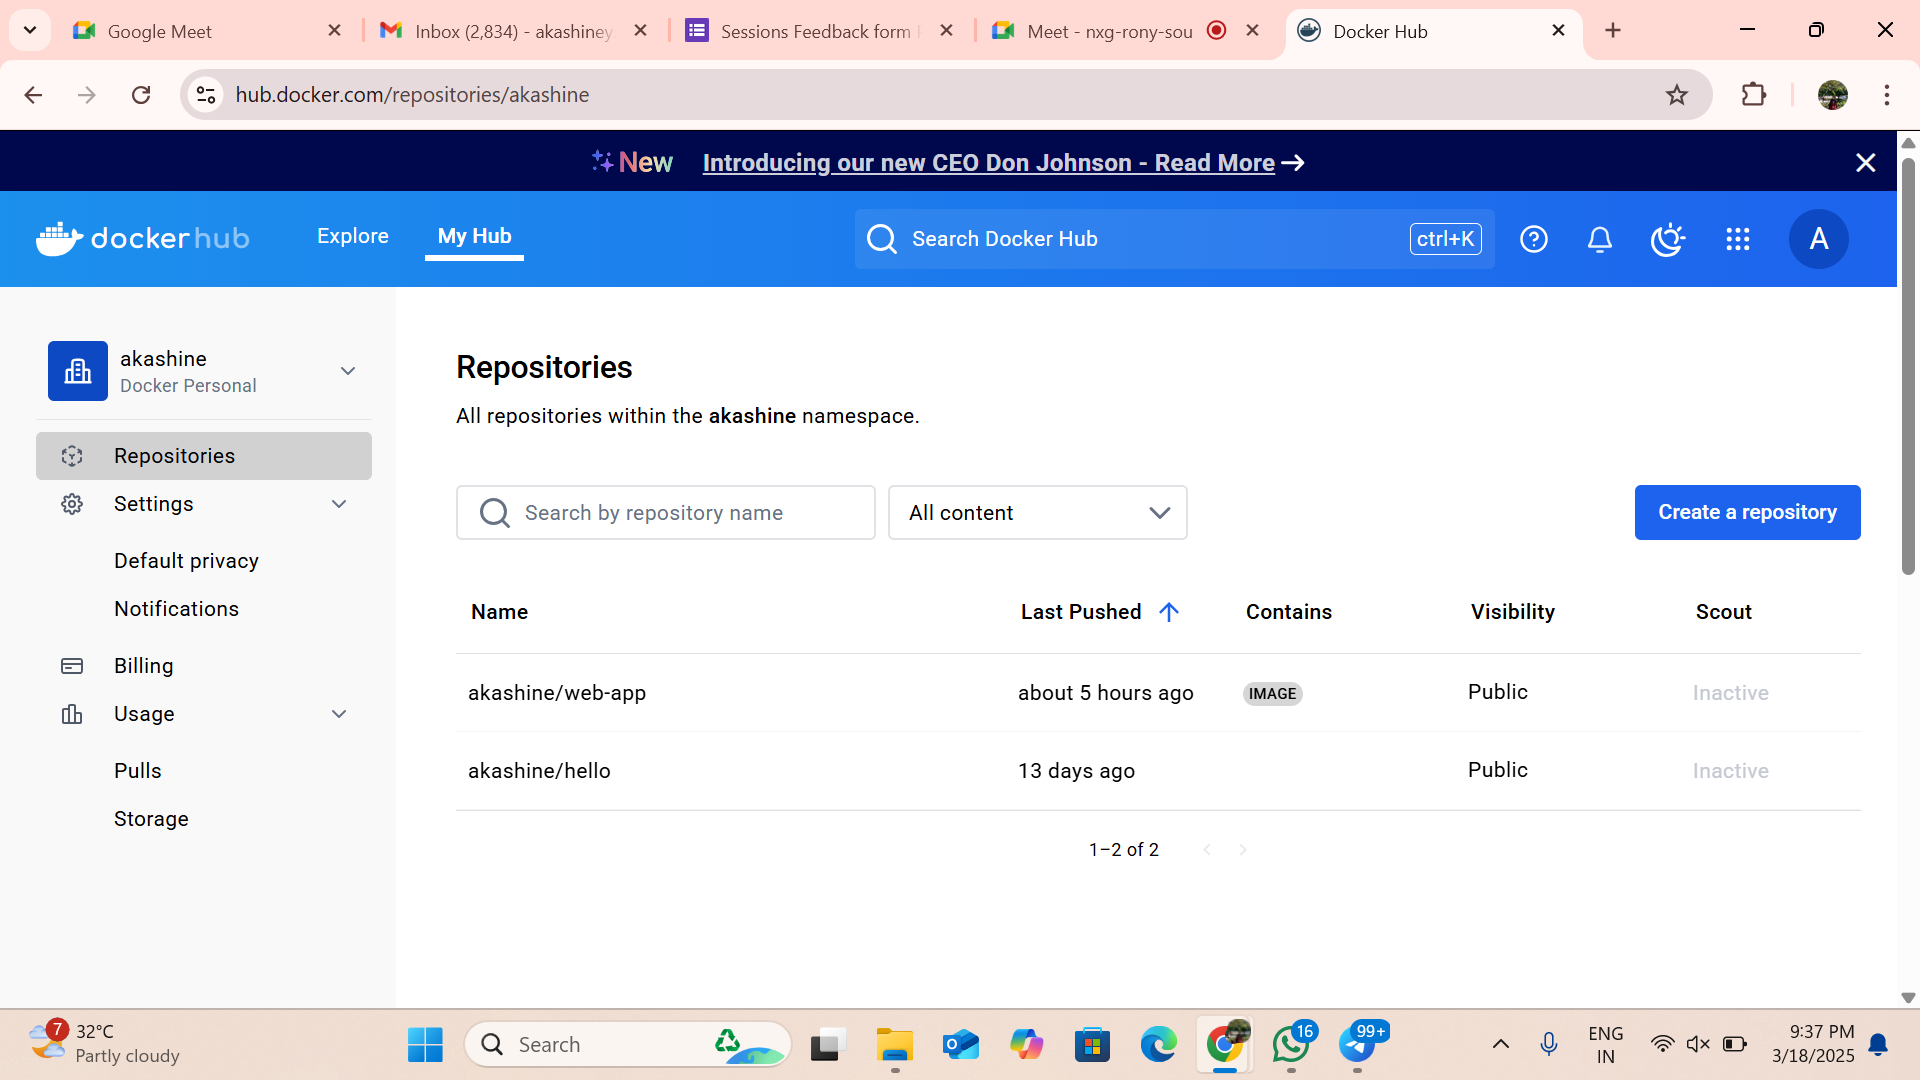 Google Meet
Inbox (2,834) - akashiney
Sessions Feedback form
Meet - nxg-rony-sou
Docker Hub
hub.docker.com/repositories/akashine
New Introducing our new CEO Don Johnson - Read More
dockerhub
Explore
My Hub
Search Docker Hub
ctrl+K
A
akashine
Docker Personal
Repositories
Settings
Default privacy
Notifications
Billing
Usage
Pulls
Storage
Repositories
All repositories within the akashine namespace.
Search by repository name
All content
Create a repository
Name Last Pushed Contains Visibility Scout
akashine/web-app about 5 hours ago IMAGE Public Inactive
akashine/hello 13 days ago Public Inactive
1–2 of 2
7
32°C
Partly cloudy
Search
16
99+
ENG
IN
9:37 PM
3/18/2025